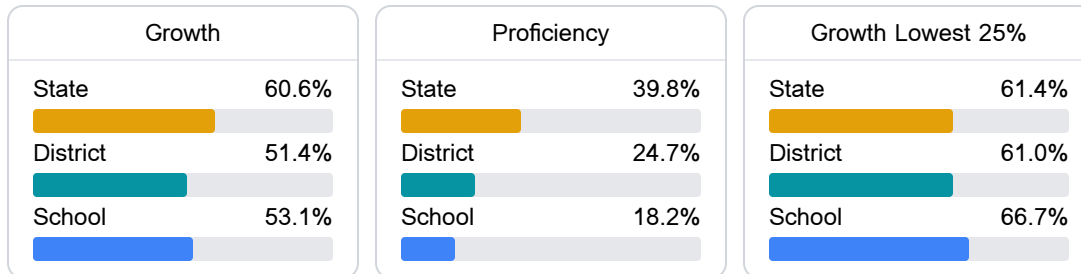 Growth
State 60.6%
District 51.4%
School 53.1%
Proficiency
State 39.8%
District 24.7%
School 18.2%
Growth Lowest 25%
State 61.4%
District 61.0%
School 66.7%